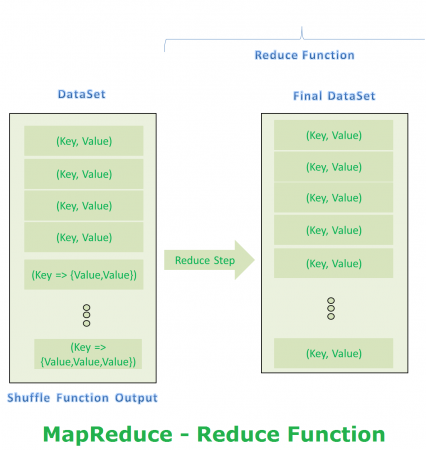 Reduce Function
DataSet
Final DataSet
(Key, Value)
(Key, Value)
(Key, Value)
(Key, Value)
(Key => {Value,Value})
(Key =>
{Value,Value,Value})
Shuffle Function Output
Reduce Step
(Key, Value)
(Key, Value)
(Key, Value)
(Key, Value)
(Key, Value)
(Key, Value)
MapReduce - Reduce Function